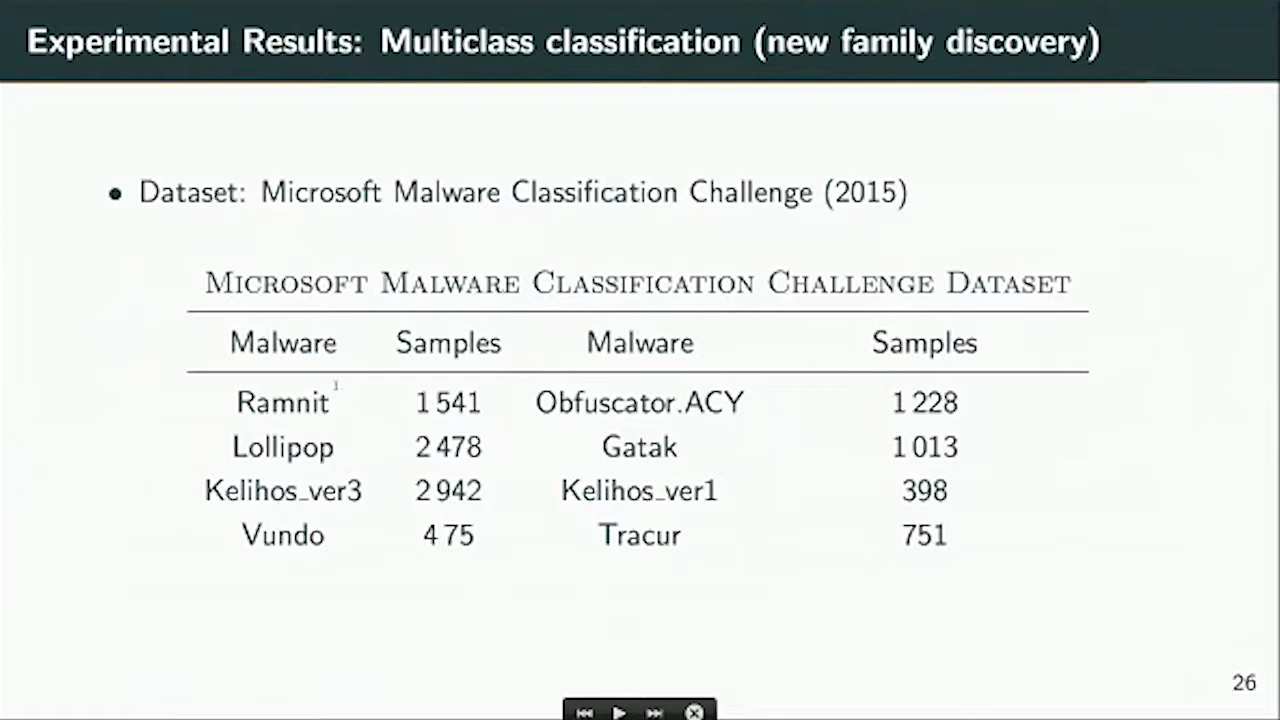 Experimental Results: Multiclass classification (new family discovery)
• Dataset: Microsoft Malware Classification Challenge (2015)
Microsoft Malware Classification Challenge Dataset
Malware Samples Malware Samples
Ramnit 1 541 Obfuscator.ACY 1 228
Lollipop 2 478 Gatak 1 013
Kelihos_ver3 2 942 Kelihos_ver1 398
Vundo 4 75 Tracur 751
26